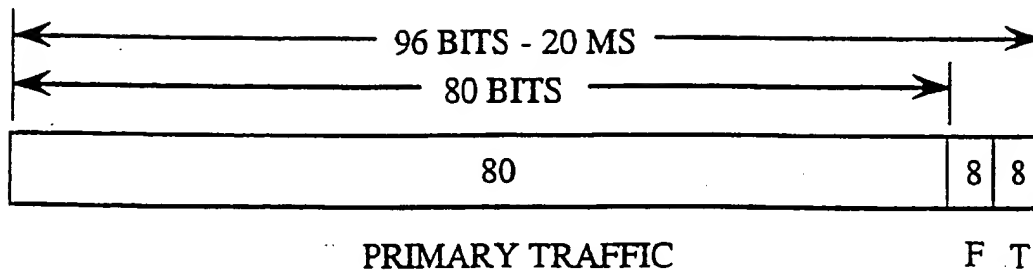 96 BITS - 20 MS
80 BITS
80 8 8
PRIMARY TRAFFIC F T